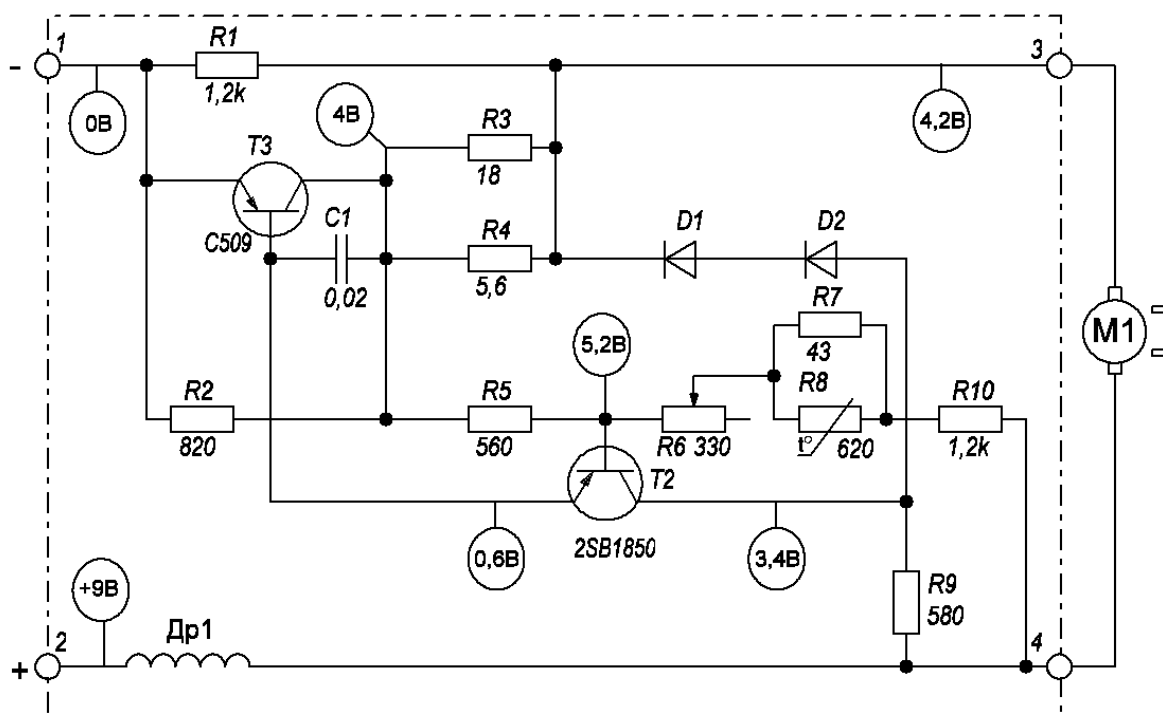 1
R1
3
-
1,2k
0В
4В
R3
4,2В
T3
18
C1
R4
D1
D2
C509
0,02
5,6
R7
M1
5,2В
43
R2
R5
R8
R10
820
560
R6 330
t°
620
1,2k
T2
0,6В
2SB1850
3,4В
+9В
R9
580
2
Др1
4
+